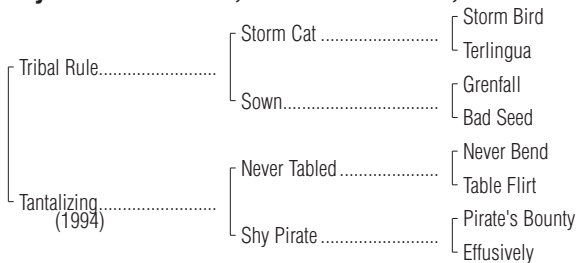 Storm Bird
Storm Cat
Terlingua
Tribal Rule
Grenfall
Sown
Bad Seed
Never Bend
Never Tabled
Table Flirt
Tantalizing
(1994)
Pirate's Bounty
Shy Pirate
Effusively